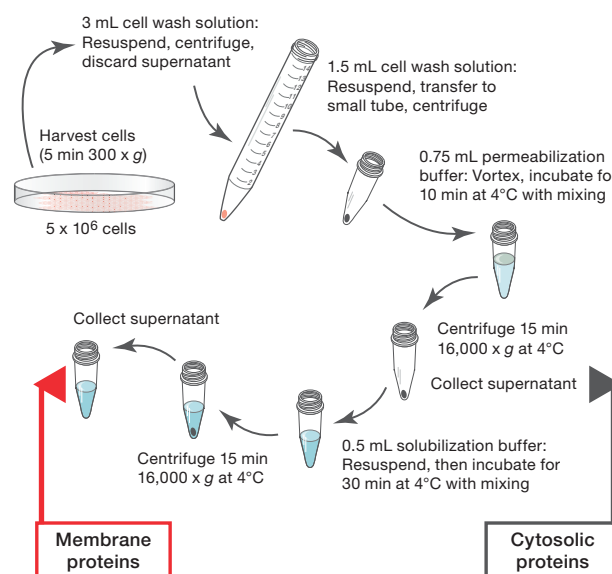 3 mL cell wash solution:
Resuspend, centrifuge,
discard supernatant
1.5 mL cell wash solution:
Resuspend, transfer to
small tube, centrifuge
Harvest cells
(5 min 300 x g)
5 x 10⁶ cells
0.75 mL permeabilization
buffer: Vortex, incubate fo
10 min at 4°C with mixing
Centrifuge 15 min
16,000 x g at 4°C
Collect supernatant
0.5 mL solubilization buffer:
Resuspend, then incubate for
30 min at 4°C with mixing
Centrifuge 15 min
16,000 x g at 4°C
Collect supernatant
Membrane
proteins
Cytosolic
proteins